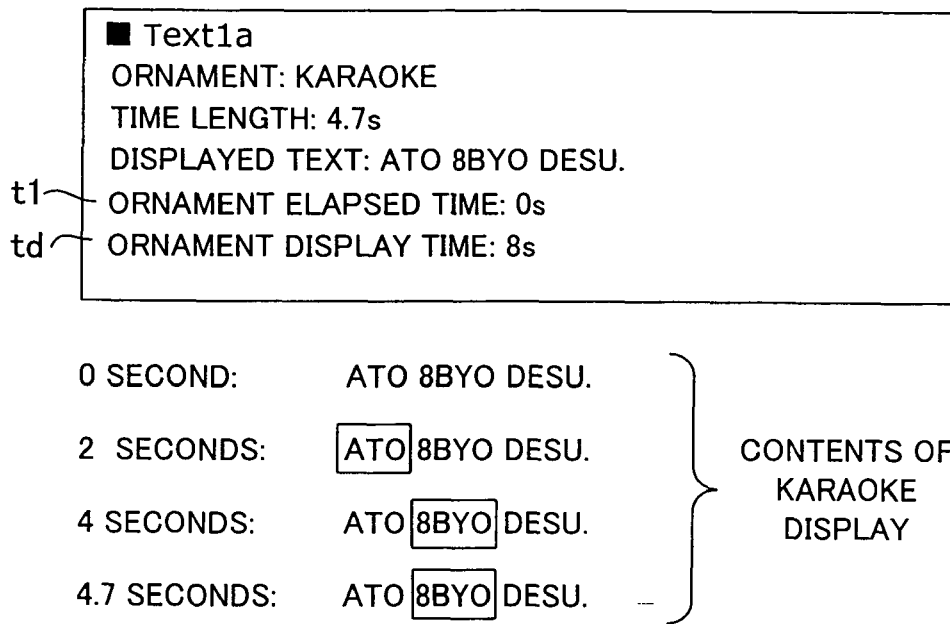 ■ Text1a
ORNAMENT: KARAOKE
TIME LENGTH: 4.7s
DISPLAYED TEXT: ATO 8BYO DESU.
t1 ORNAMENT ELAPSED TIME: 0s
td ORNAMENT DISPLAY TIME: 8s
0 SECOND: ATO 8BYO DESU.
2 SECONDS: ATO 8BYO DESU.
4 SECONDS: ATO 8BYO DESU.
4.7 SECONDS: ATO 8BYO DESU.
CONTENTS OF
KARAOKE
DISPLAY